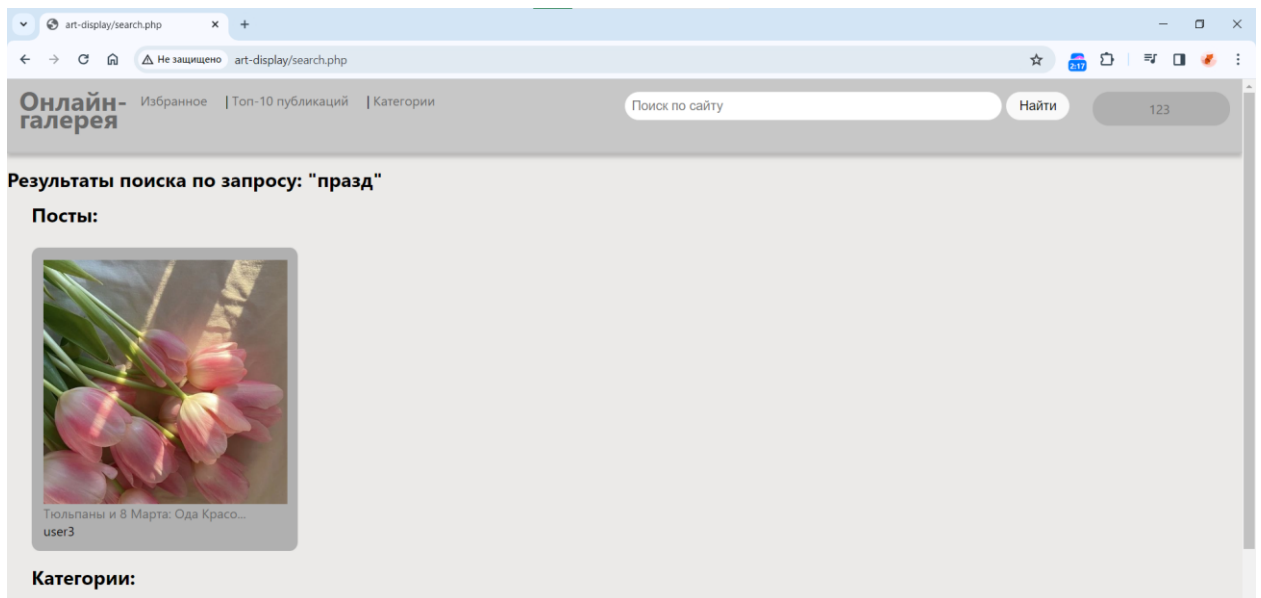 art-display/search.php
Не защищено art-display/search.php
2:17
Онлайн-
галерея
Избранное | Топ-10 публикаций | Категории
Поиск по сайту
Найти
123
Результаты поиска по запросу: "празд"
Посты:
Тюльпаны и 8 Марта: Ода Красо...
user3
Категории: